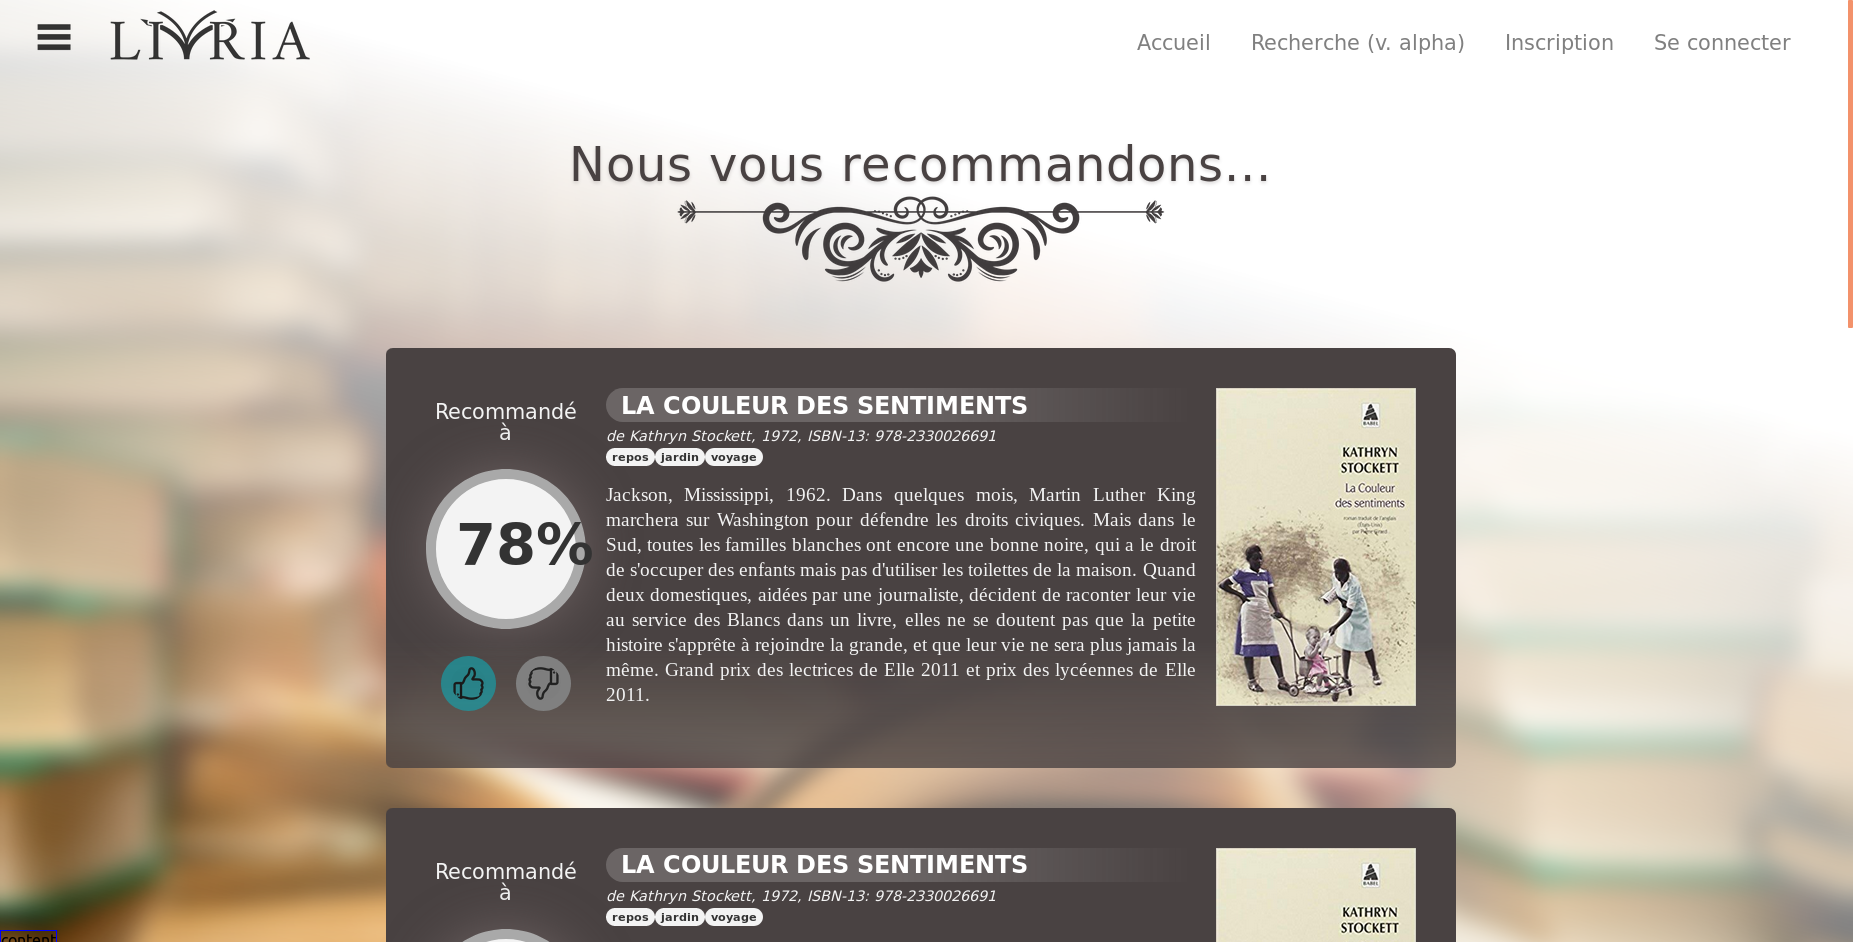 LIVRIA
Accueil
Recherche (v. alpha)
Inscription
Se connecter
Nous vous recommandons...
Recommandé
à
78%
LA COULEUR DES SENTIMENTS
de Kathryn Stockett, 1972, ISBN-13: 978-2330026691
repos jardin voyage
Jackson, Mississippi, 1962. Dans quelques mois, Martin Luther King
marchera sur Washington pour défendre les droits civiques. Mais dans le
Sud, toutes les familles blanches ont encore une bonne noire, qui a le droit
de s'occuper des enfants mais pas d'utiliser les toilettes de la maison. Quand
deux domestiques, aidées par une journaliste, décident de raconter leur vie
au service des Blancs dans un livre, elles ne se doutent pas que la petite
histoire s'apprête à rejoindre la grande, et que leur vie ne sera plus jamais la
même. Grand prix des lectrices de Elle 2011 et prix des lycéennes de Elle
2011.
BABEL
KATHRYN
STOCKETT
La Couleur
des sentiments
Recommandé
à
LA COULEUR DES SENTIMENTS
de Kathryn Stockett, 1972, ISBN-13: 978-2330026691
repos jardin voyage
BABEL
KATHRYN
STOCKETT
content